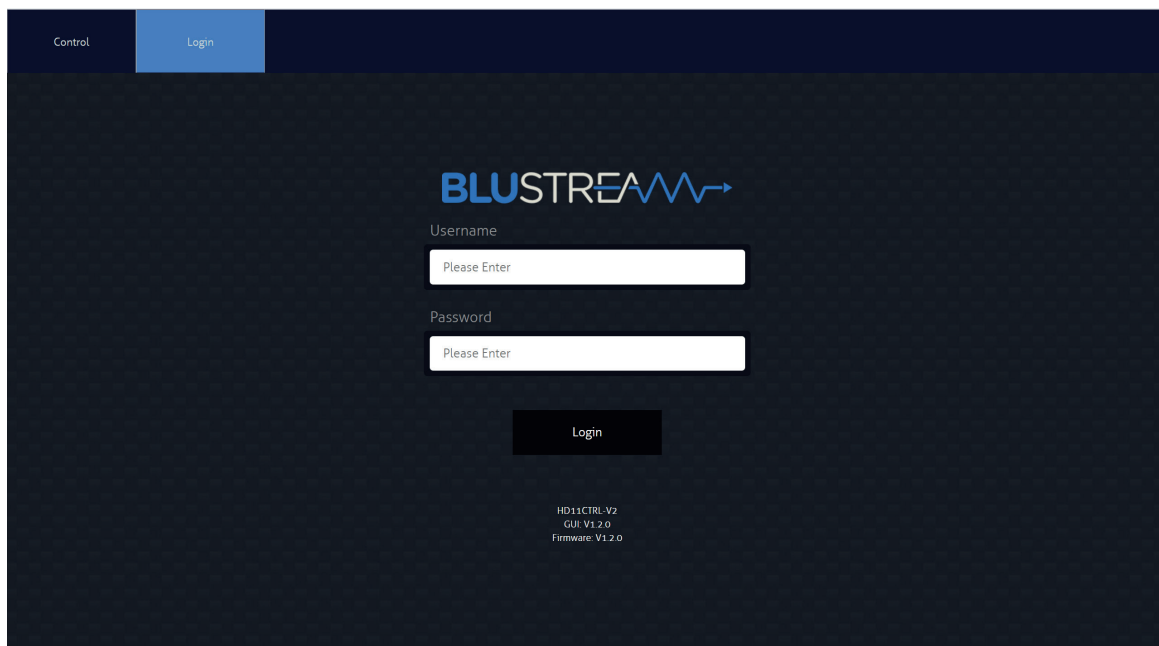 Control
Login
BLUSTREAM
Username
Please Enter
Password
Please Enter
Login
HD11CTRL-V2
GUI: V1.2.0
Firmware: V1.2.0